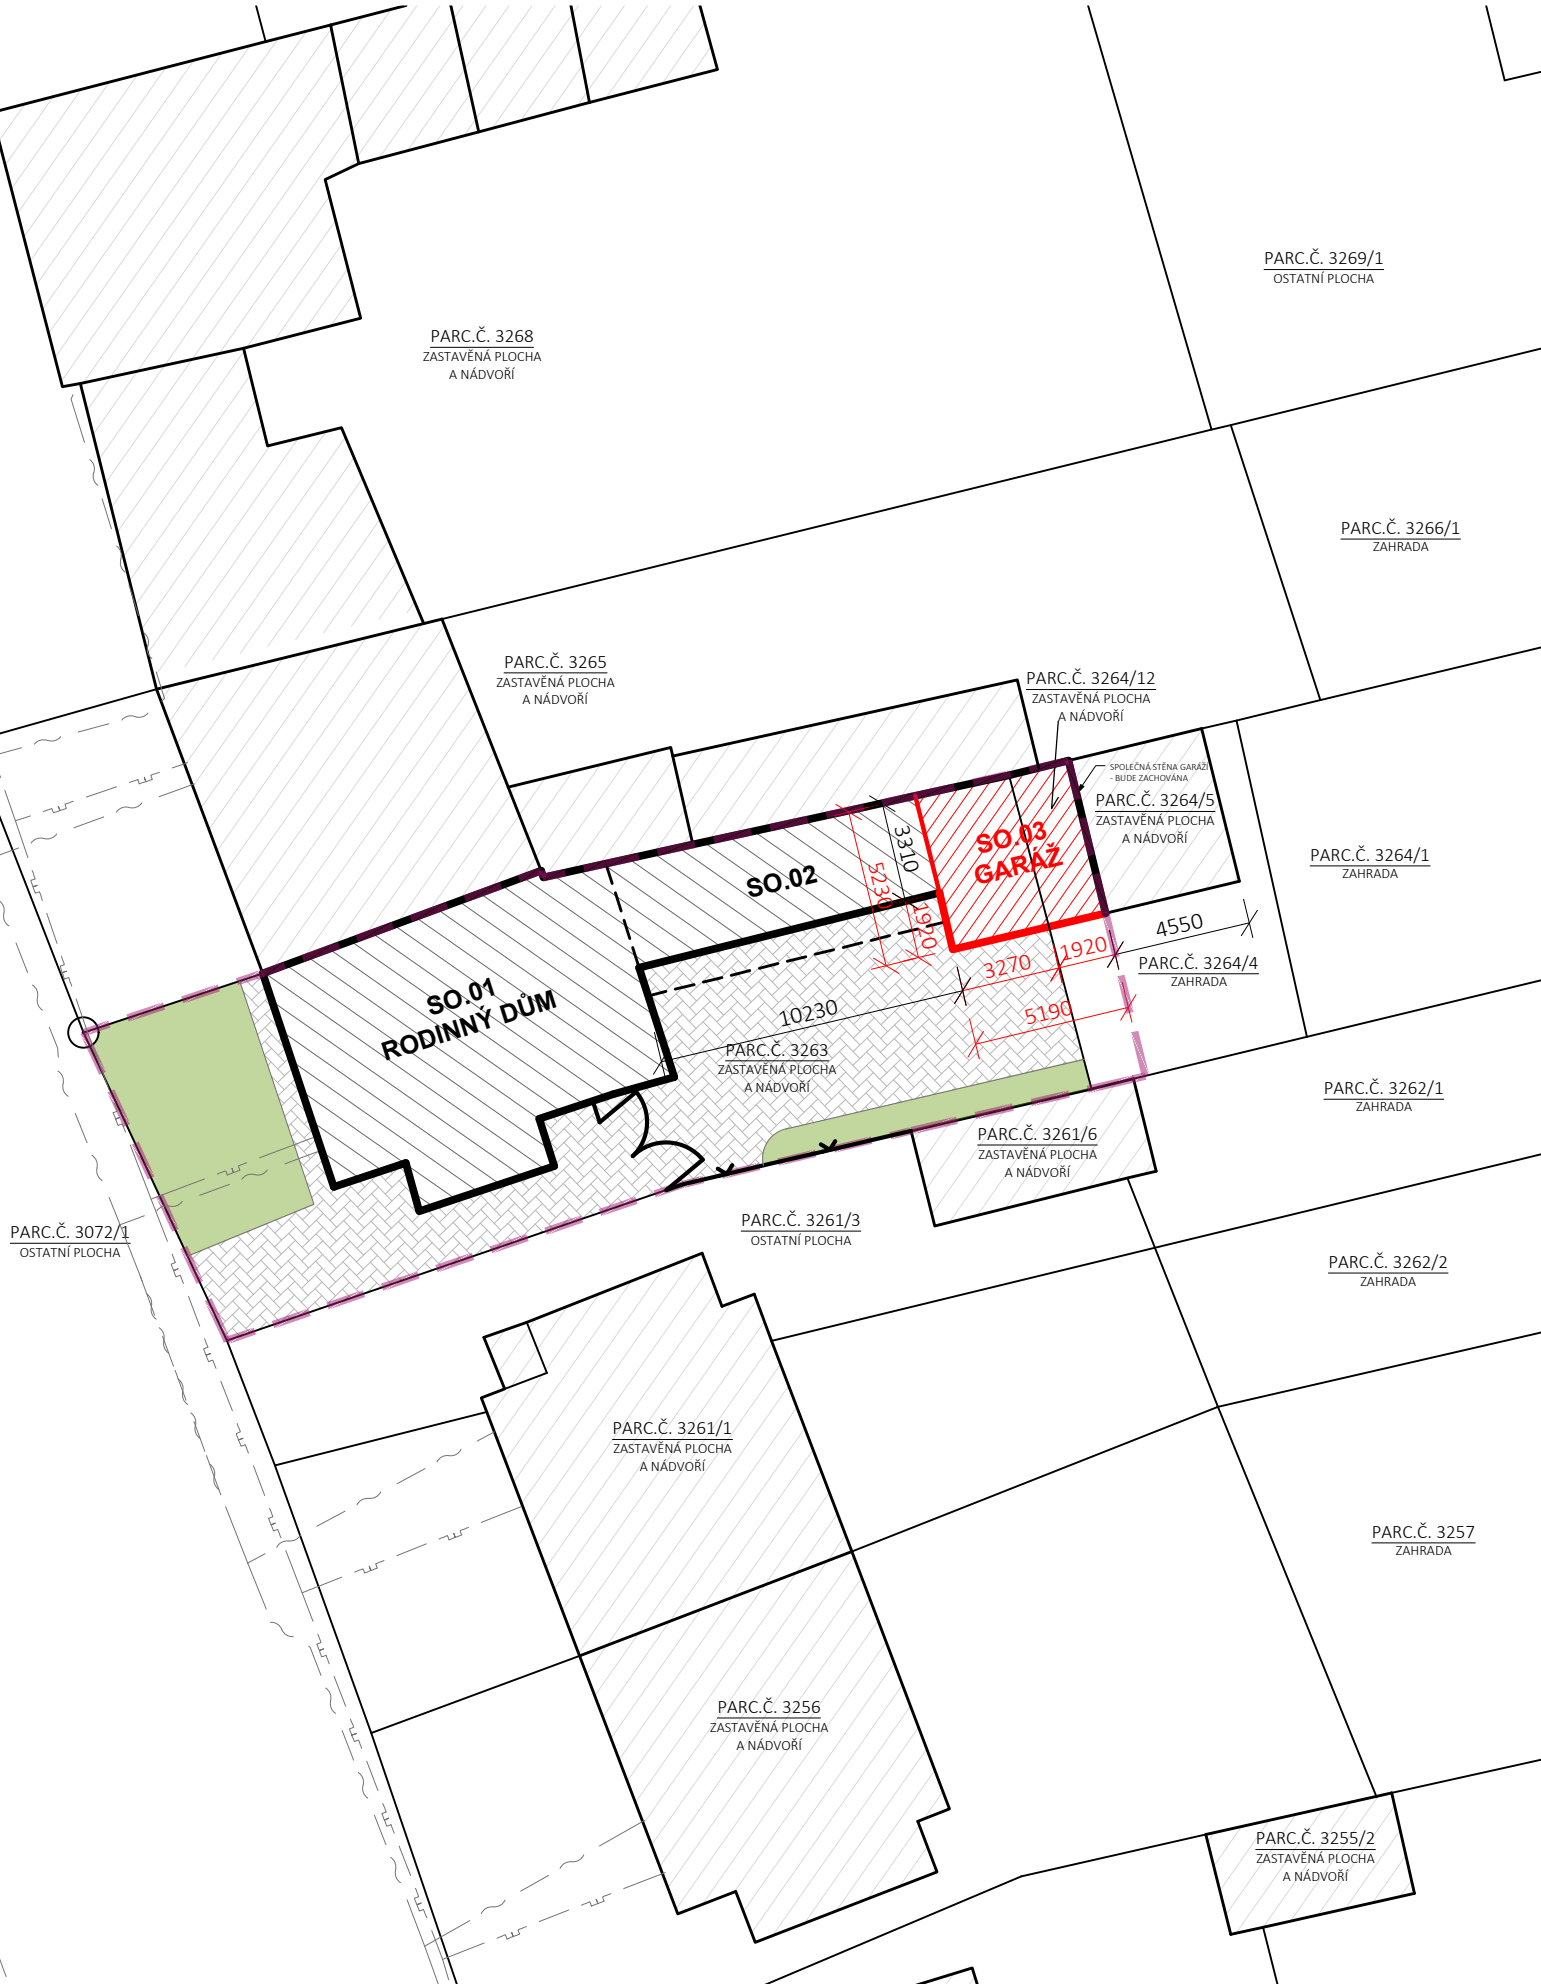 PARC.Č. 3269/1
OSTATNÍ PLOCHA
PARC.Č. 3268
ZASTAVĚNÁ PLOCHA
A NÁDVOŘÍ
PARC.Č. 3266/1
ZAHRADA
PARC.Č. 3265
ZASTAVĚNÁ PLOCHA
A NÁDVOŘÍ
PARC.Č. 3264/12
ZASTAVĚNÁ PLOCHA
A NÁDVOŘÍ
SPOLEČNÁ STĚNA GARÁŽÍ
- BUDE ZACHOVÁNA
PARC.Č. 3264/5
ZASTAVĚNÁ PLOCHA
A NÁDVOŘÍ
SO.03
GARÁŽ
3310
5230
1920
SO.02
PARC.Č. 3264/1
ZAHRADA
4550
1920
3270
PARC.Č. 3264/4
ZAHRADA
SO.01
RODINNÝ DŮM
10230
5190
PARC.Č. 3263
ZASTAVĚNÁ PLOCHA
A NÁDVOŘÍ
PARC.Č. 3262/1
ZAHRADA
PARC.Č. 3261/6
ZASTAVĚNÁ PLOCHA
A NÁDVOŘÍ
PARC.Č. 3072/1
OSTATNÍ PLOCHA
PARC.Č. 3261/3
OSTATNÍ PLOCHA
PARC.Č. 3262/2
ZAHRADA
PARC.Č. 3261/1
ZASTAVĚNÁ PLOCHA
A NÁDVOŘÍ
PARC.Č. 3257
ZAHRADA
PARC.Č. 3256
ZASTAVĚNÁ PLOCHA
A NÁDVOŘÍ
PARC.Č. 3255/2
ZASTAVĚNÁ PLOCHA
A NÁDVOŘÍ